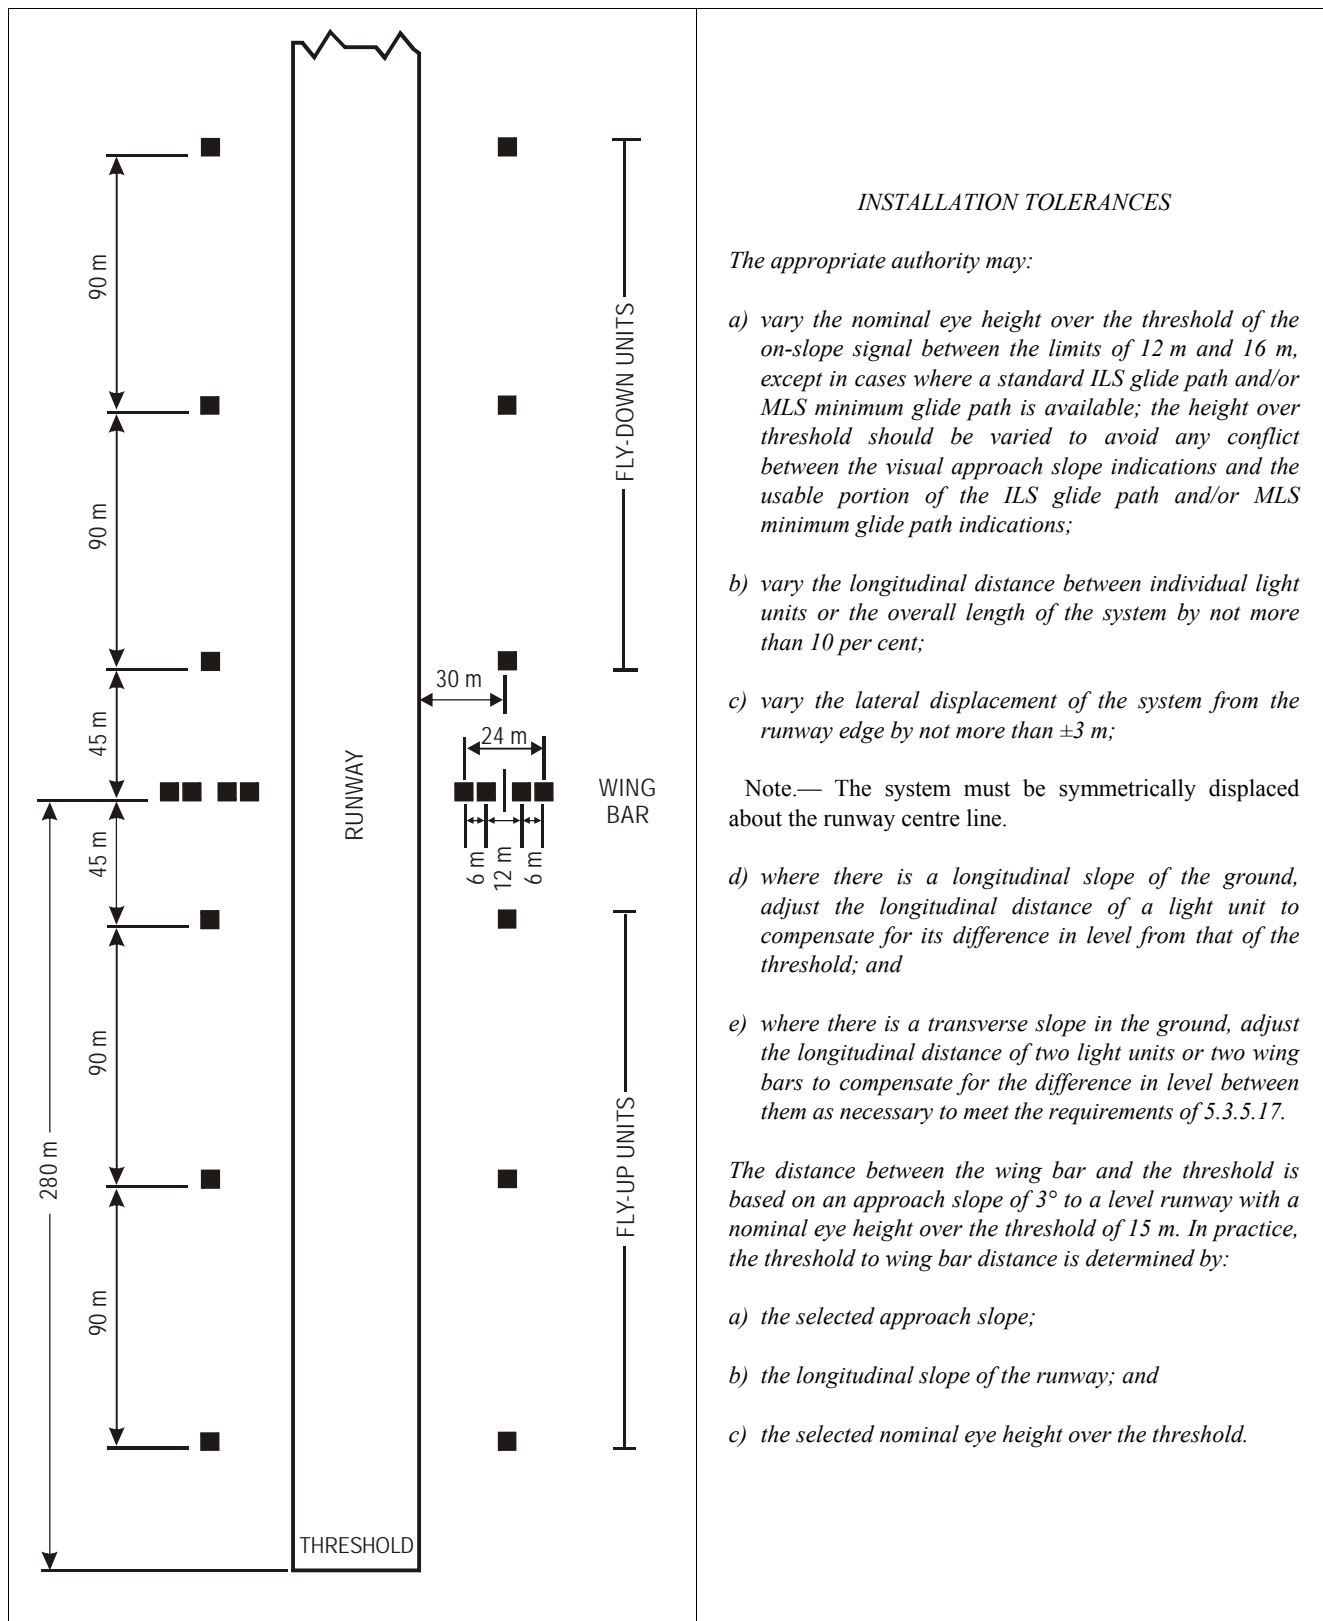 90 m
90 m
45 m
45 m
90 m
90 m
280 m
RUNWAY
THRESHOLD
30 m
24 m
6 m
12 m
6 m
FLY-DOWN UNITS
WING
BAR
FLY-UP UNITS
INSTALLATION TOLERANCES
The appropriate authority may:
a) vary the nominal eye height over the threshold of the
on-slope signal between the limits of 12 m and 16 m,
except in cases where a standard ILS glide path and/or
MLS minimum glide path is available; the height over
threshold should be varied to avoid any conflict
between the visual approach slope indications and the
usable portion of the ILS glide path and/or MLS
minimum glide path indications;
b) vary the longitudinal distance between individual light
units or the overall length of the system by not more
than 10 per cent;
c) vary the lateral displacement of the system from the
runway edge by not more than ±3 m;
Note.— The system must be symmetrically displaced
about the runway centre line.
d) where there is a longitudinal slope of the ground,
adjust the longitudinal distance of a light unit to
compensate for its difference in level from that of the
threshold; and
e) where there is a transverse slope in the ground, adjust
the longitudinal distance of two light units or two wing
bars to compensate for the difference in level between
them as necessary to meet the requirements of 5.3.5.17.
The distance between the wing bar and the threshold is
based on an approach slope of 3° to a level runway with a
nominal eye height over the threshold of 15 m. In practice,
the threshold to wing bar distance is determined by:
a) the selected approach slope;
b) the longitudinal slope of the runway; and
c) the selected nominal eye height over the threshold.